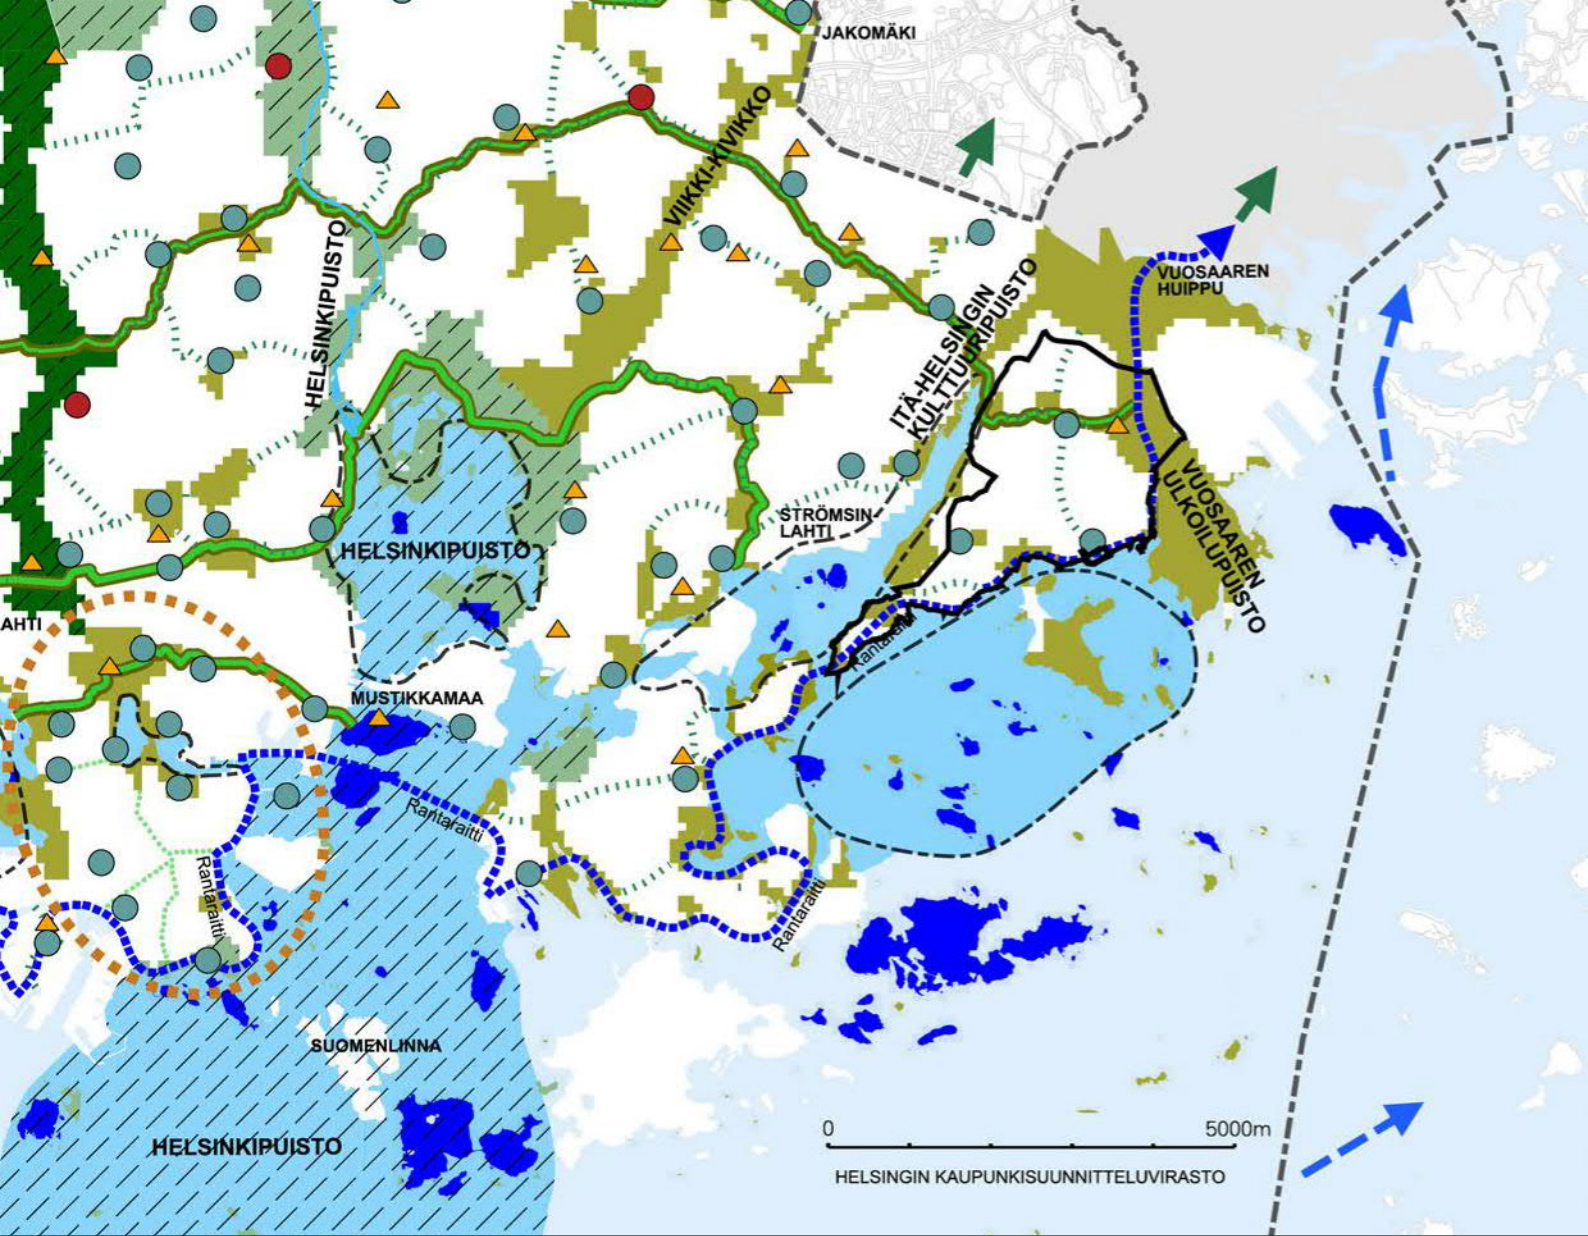 JAKOMÄKI
VIIKKI-KIVIKKO
HELSINKIPUISTO
ITÄ-HELSINGIN
KULTTUURIPUISTO
VUOSAAREN
HUIPPU
VUOSAAREN
ULKOILUPUISTO
STRÖMSIN-
LAHTI
HELSINKIPUISTO
AHTI
Rantaraitti
MUSTIKKAMAA
Rantaraitti
Rantaraitti
Rantaraitti
SUOMENLINNA
HELSINKIPUISTO
0 5000m
HELSINGIN KAUPUNKISUUNNITTELUVIRASTO